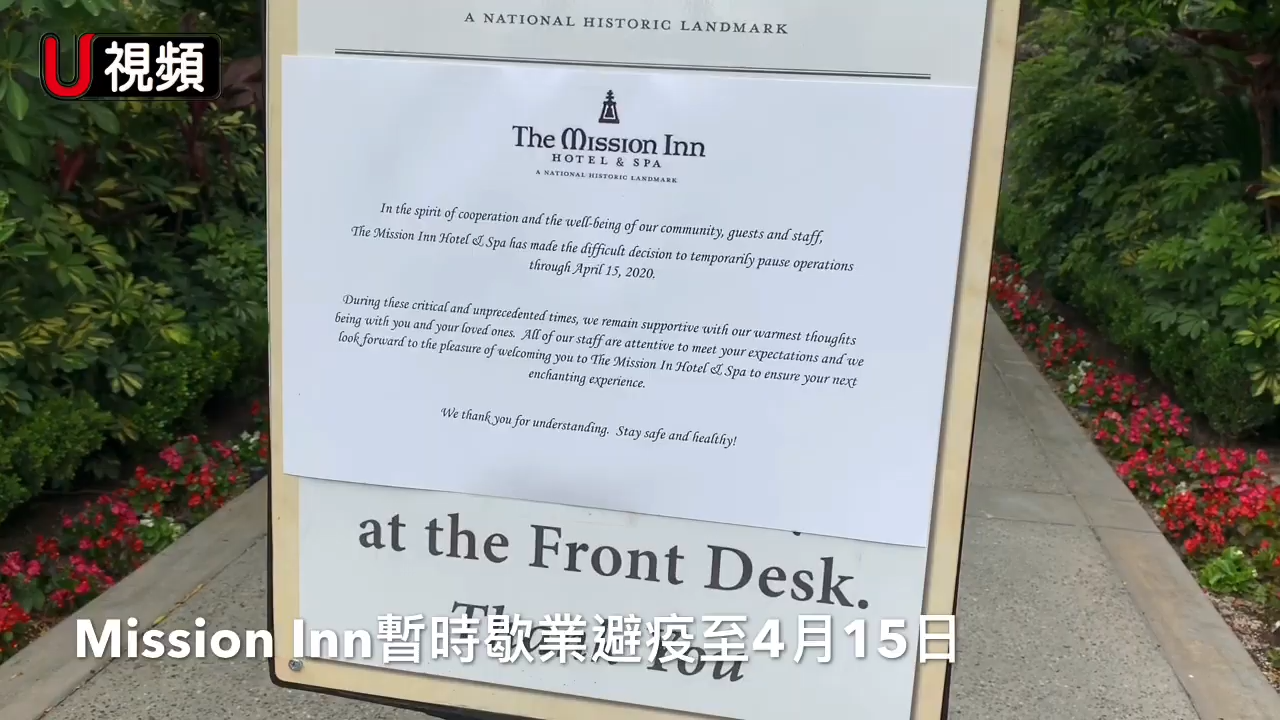 U 視頻
A NATIONAL HISTORIC LANDMARK
The Mission Inn
HOTEL & SPA
A NATIONAL HISTORIC LANDMARK
In the spirit of cooperation and the well-being of our community, guests and staff,
The Mission Inn Hotel & Spa has made the difficult decision to temporarily pause operations
through April 15, 2020.
During these critical and unprecedented times, we remain supportive with our warmest thoughts
being with you and your loved ones. All of our staff are attentive to meet your expectations and we
look forward to the pleasure of welcoming you to The Mission In Hotel & Spa to ensure your next
enchanting experience.
We thank you for understanding. Stay safe and healthy!
at the Front Desk.
Thank You
Mission Inn暫時歇業避疫至4月15日